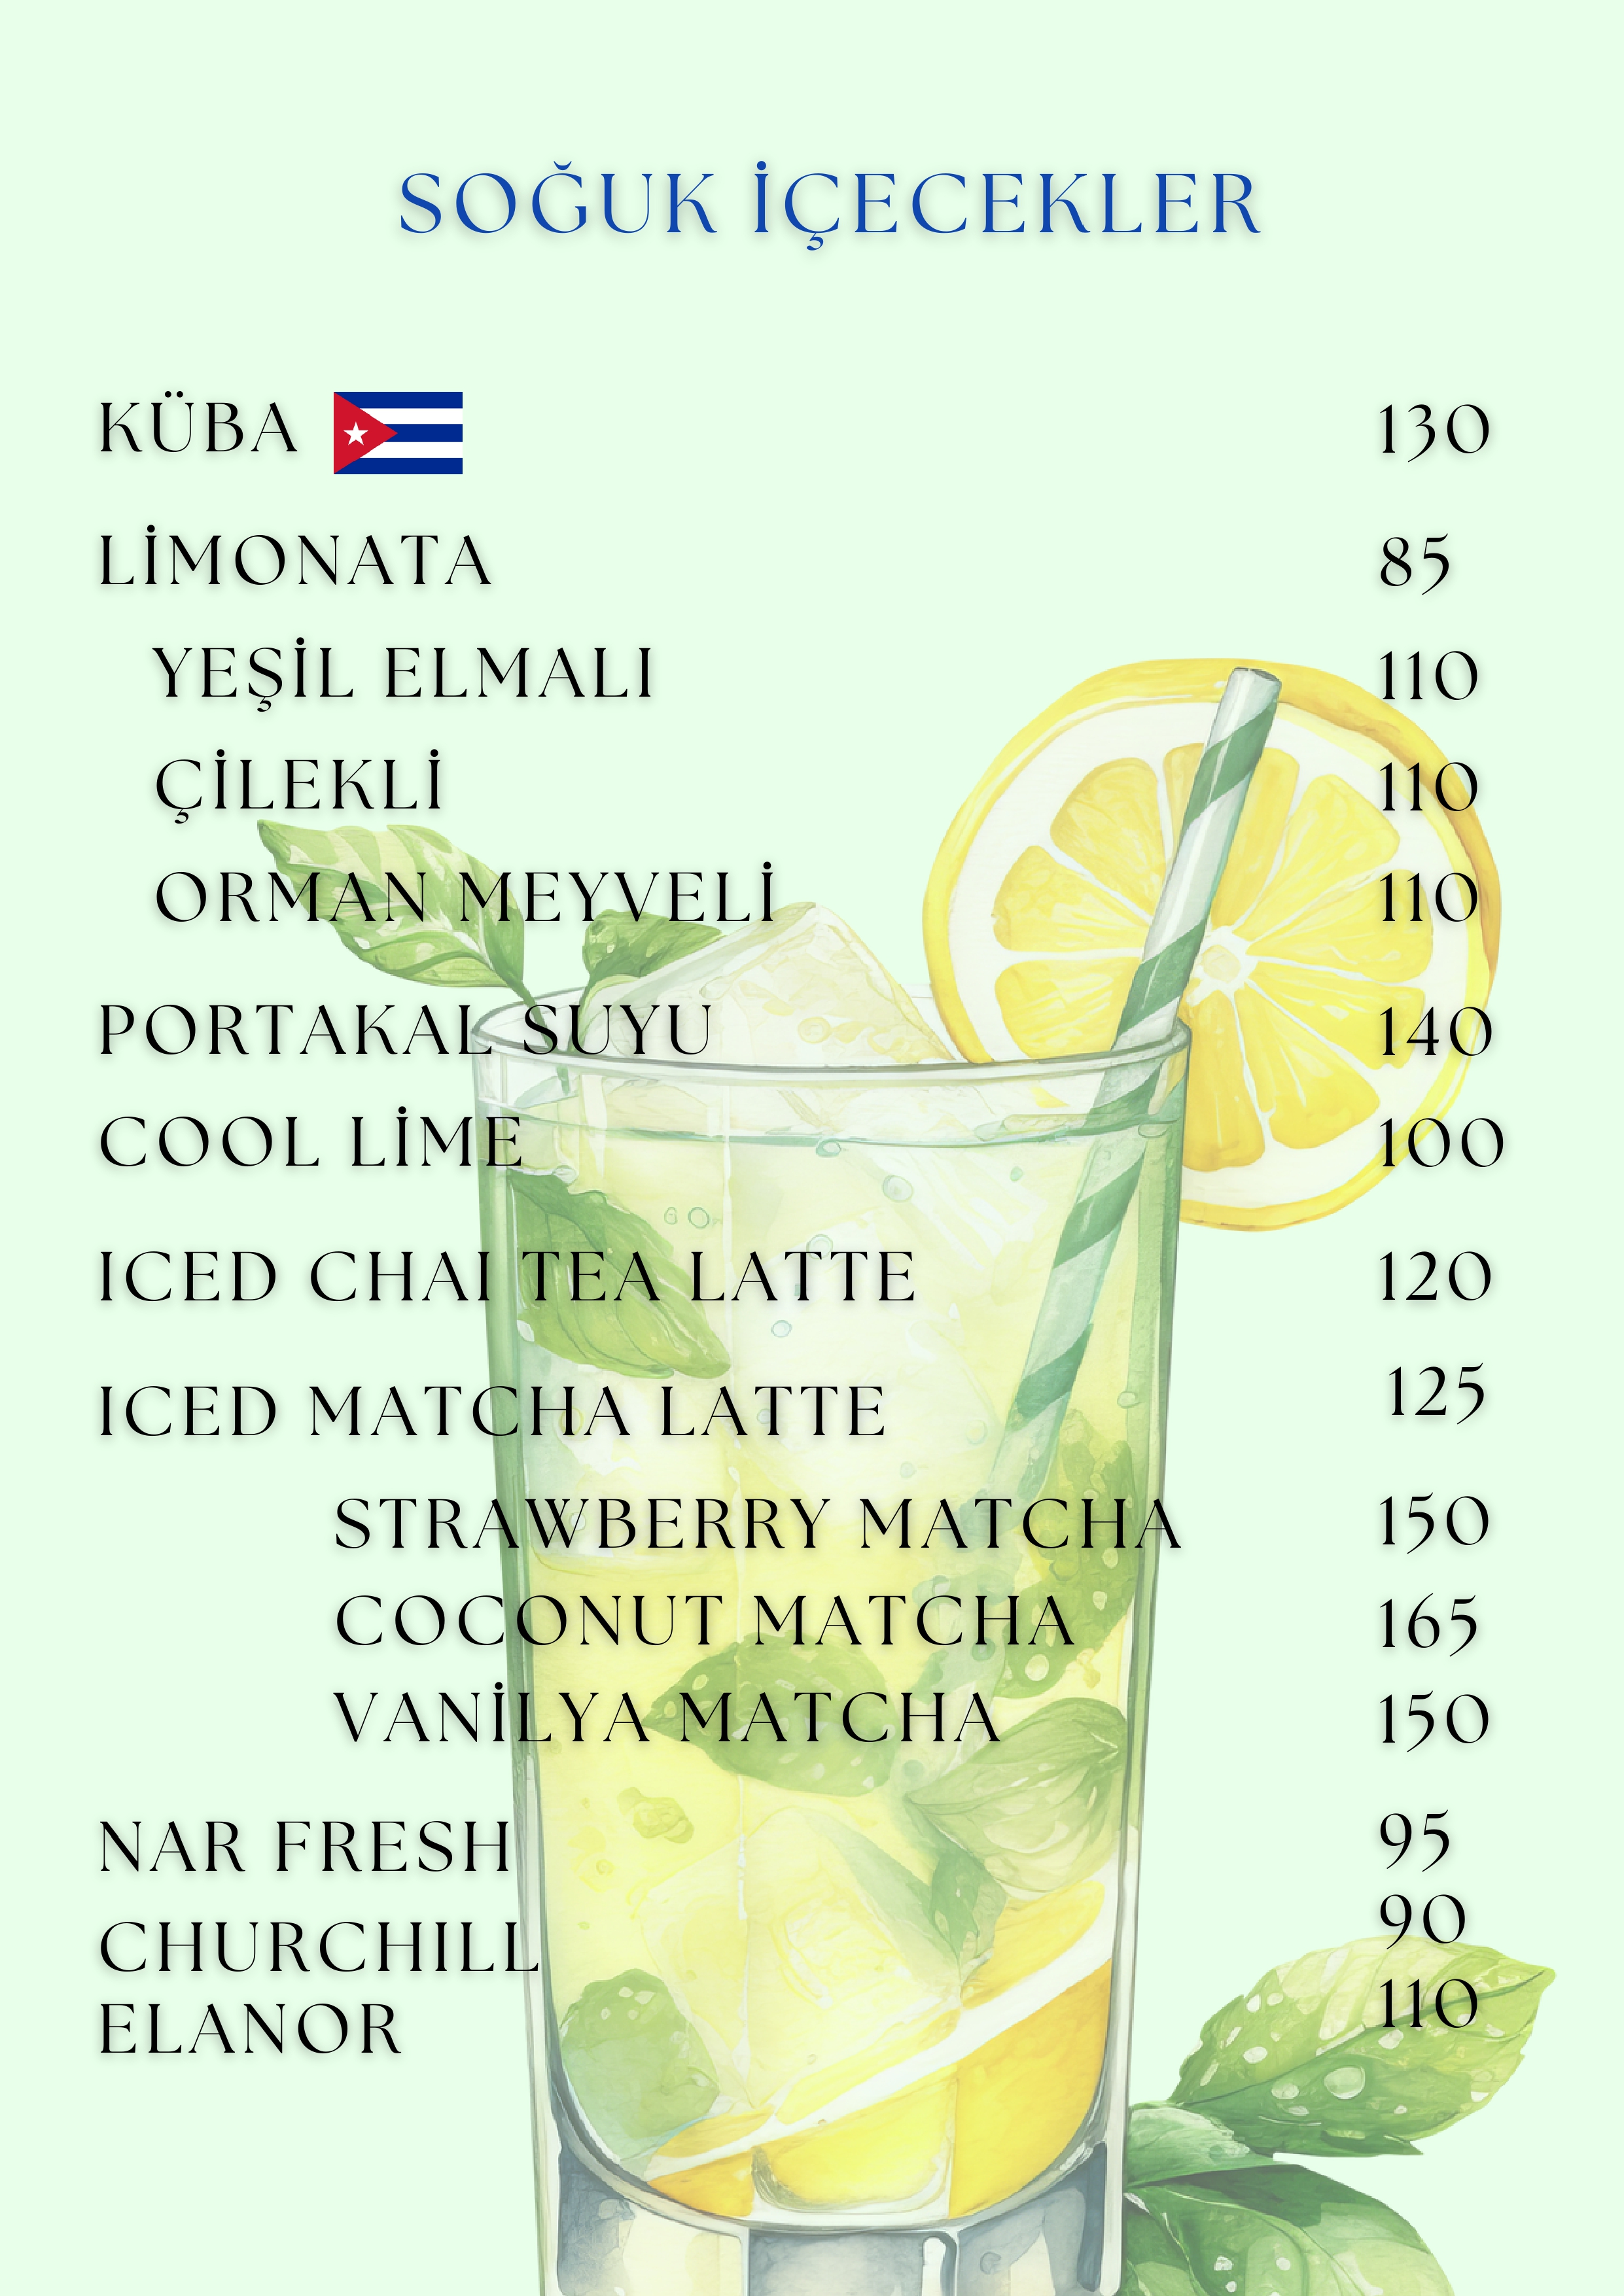 SOĞUK İÇECEKLER
KÜBA 130
LİMONATA 85
YEŞİL ELMALI 110
ÇİLEKLİ 110
ORMAN MEYVELİ 110
PORTAKAL SUYU 140
COOL LİME 100
ICED CHAI TEA LATTE 120
ICED MATCHA LATTE 125
STRAWBERRY MATCHA 150
COCONUT MATCHA 165
VANİLYA MATCHA 150
NAR FRESH 95
CHURCHILL 90
ELANOR 110